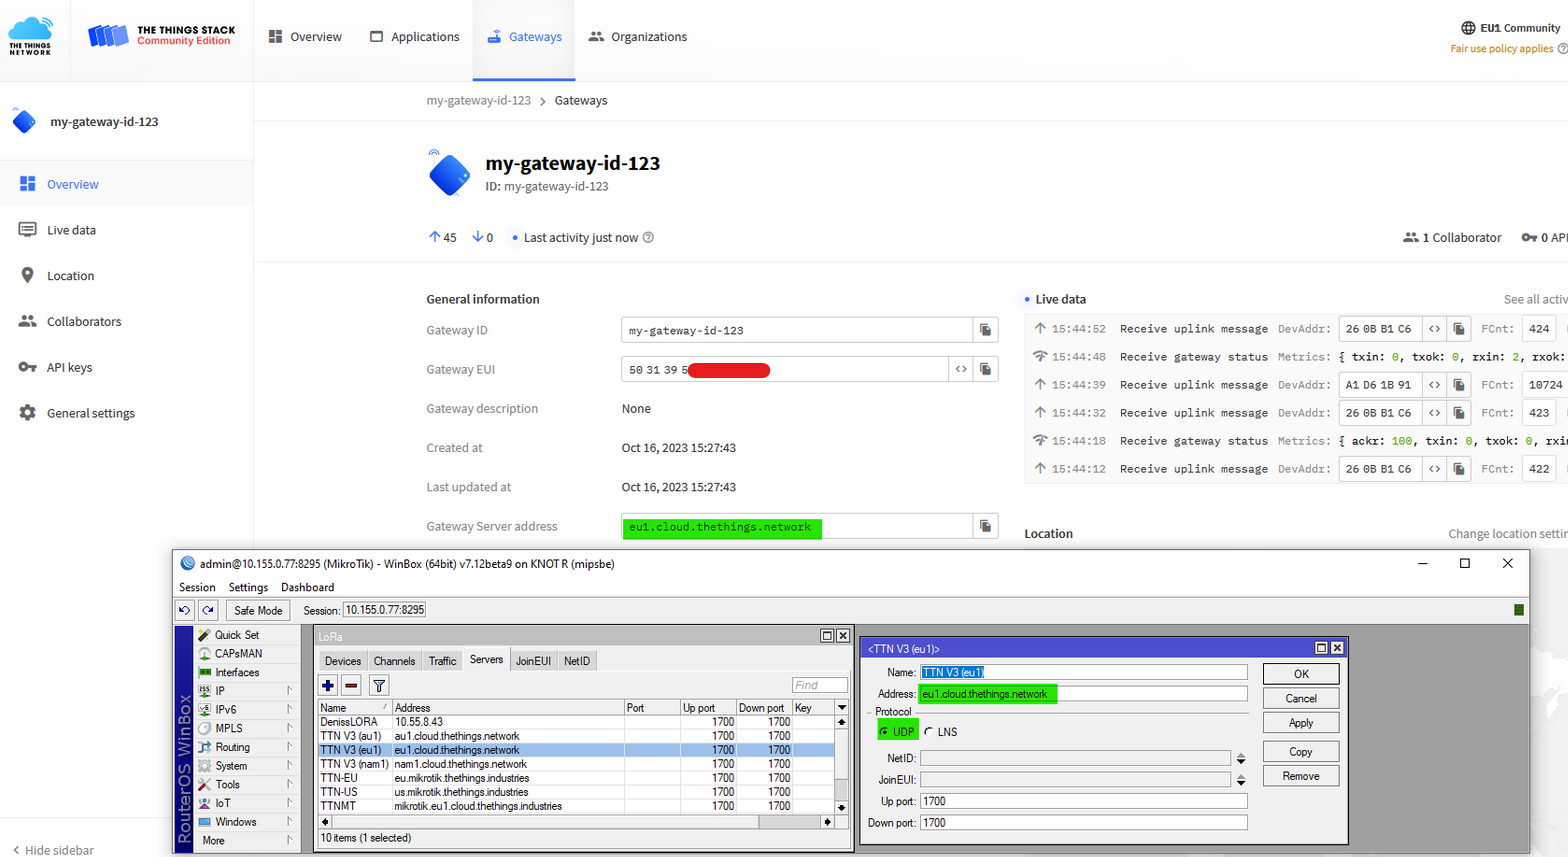 THE THINGS NETWORK
THE THINGS STACK
Community Edition
Overview
Applications
Gateways
Organizations
EU1 Community
Fair use policy applies
my-gateway-id-123
Overview
Live data
Location
Collaborators
API keys
General settings
Hide sidebar
my-gateway-id-123 > Gateways
my-gateway-id-123
ID: my-gateway-id-123
45 0 • Last activity just now
1 Collaborator 0 API
General information
Gateway ID my-gateway-id-123
Gateway EUI 50 31 39 5
Gateway description None
Created at Oct 16, 2023 15:27:43
Last updated at Oct 16, 2023 15:27:43
Gateway Server address eu1.cloud.thethings.network
• Live data See all activ
15:44:52 Receive uplink message DevAddr: 26 0B B1 C6 <> FCnt: 424
15:44:48 Receive gateway status Metrics: { txin: 0, txok: 0, rxin: 2, rxok:
15:44:39 Receive uplink message DevAddr: A1 D6 1B 91 <> FCnt: 10724
15:44:32 Receive uplink message DevAddr: 26 0B B1 C6 <> FCnt: 423
15:44:18 Receive gateway status Metrics: { ackr: 100, txin: 0, txok: 0, rxin
15:44:12 Receive uplink message DevAddr: 26 0B B1 C6 <> FCnt: 422
Location Change location settin
admin@10.155.0.77:8295 (MikroTik) - WinBox (64bit) v7.12beta9 on KNOT R (mipsbe)
Session Settings Dashboard
Safe Mode Session: 10.155.0.77:8295
RouterOS WinBox
Quick Set
CAPsMAN
Interfaces
IP
IPv6
MPLS
Routing
System
Tools
IoT
Windows
More
LoRa
Devices Channels Traffic Servers JoinEUI NetID
Find
Name Address Port Up port Down port Key
DenissLORA 10.55.8.43 1700 1700
TTN V3 (au1) au1.cloud.thethings.network 1700 1700
TTN V3 (eu1) eu1.cloud.thethings.network 1700 1700
TTN V3 (nam1) nam1.cloud.thethings.network 1700 1700
TTN-EU eu.mikrotik.thethings.industries 1700 1700
TTN-US us.mikrotik.thethings.industries 1700 1700
TTNMT mikrotik.eu1.cloud.thethings.industries 1700 1700
10 items (1 selected)
<TTN V3 (eu1)>
Name: TTN V3 (eu1)
Address: eu1.cloud.thethings.network
Protocol
UDP LNS
NetID:
JoinEUI:
Up port: 1700
Down port: 1700
OK
Cancel
Apply
Copy
Remove